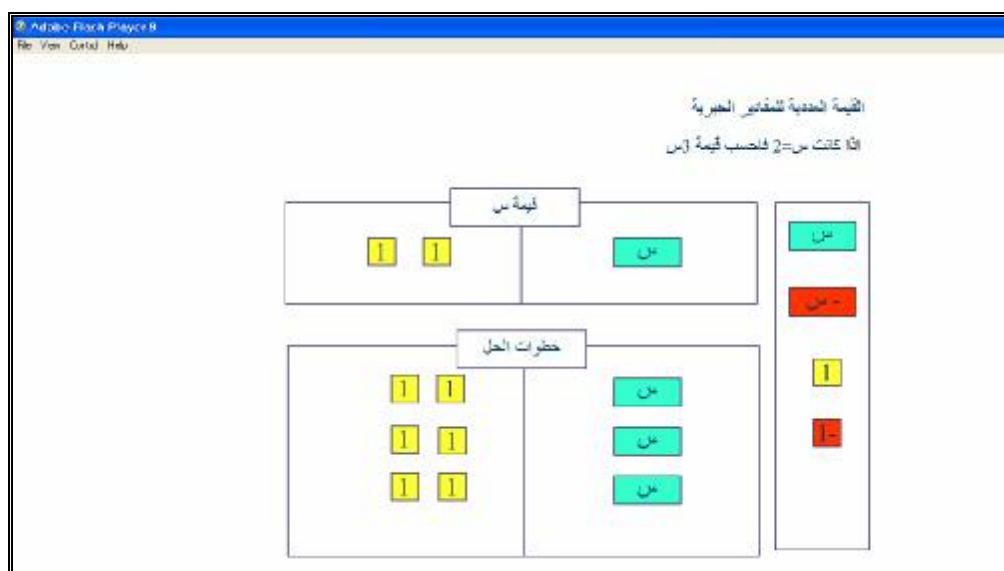 Adobe Flash Player 9
File View Control Help
القيمة العددية للمقادير الجبرية
اذا كانت س=2 فاحسب قيمة 3س
قيمة س
س
1 1
خطوات الحل
س
1 1
س
1 1
س
1 1
س
- س
1
-1